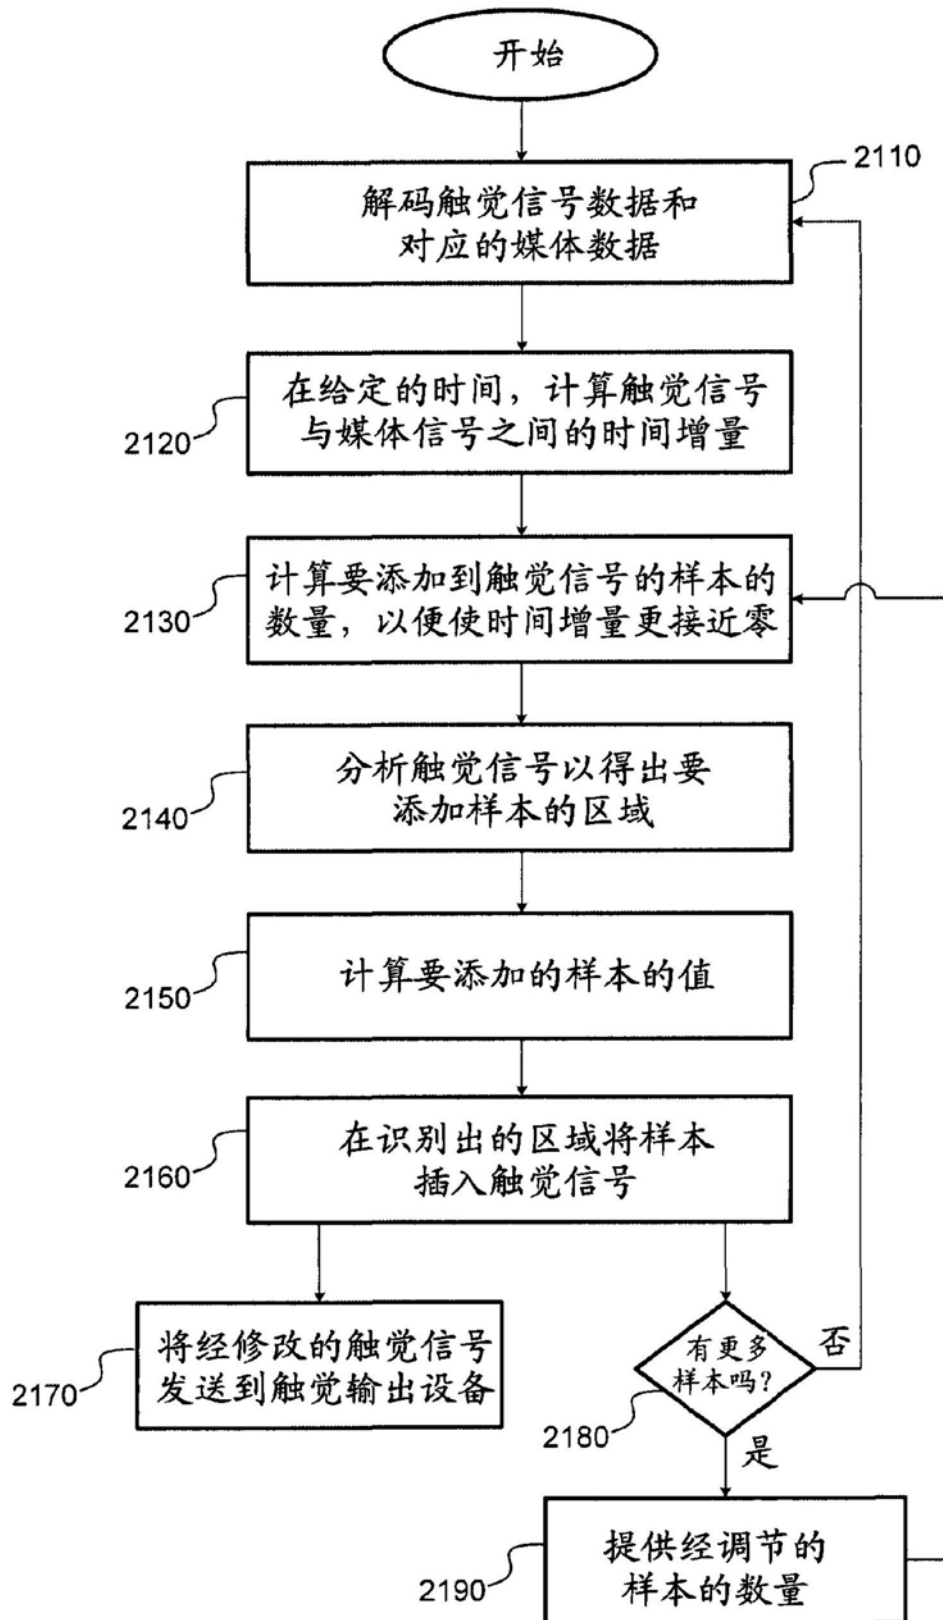 开始
2110
解码触觉信号数据和
对应的媒体数据
在给定的时间，计算触觉信号
与媒体信号之间的时间增量
2120
计算要添加到触觉信号的样本的
数量，以便使时间增量更接近零
2130
分析触觉信号以得出要
添加样本的区域
2140
计算要添加的样本的值
2150
在识别出的区域将样本
插入触觉信号
2160
将经修改的触觉信号
发送到触觉输出设备
2170
有更多
样本吗？
否
2180
是
提供经调节的
样本的数量
2190